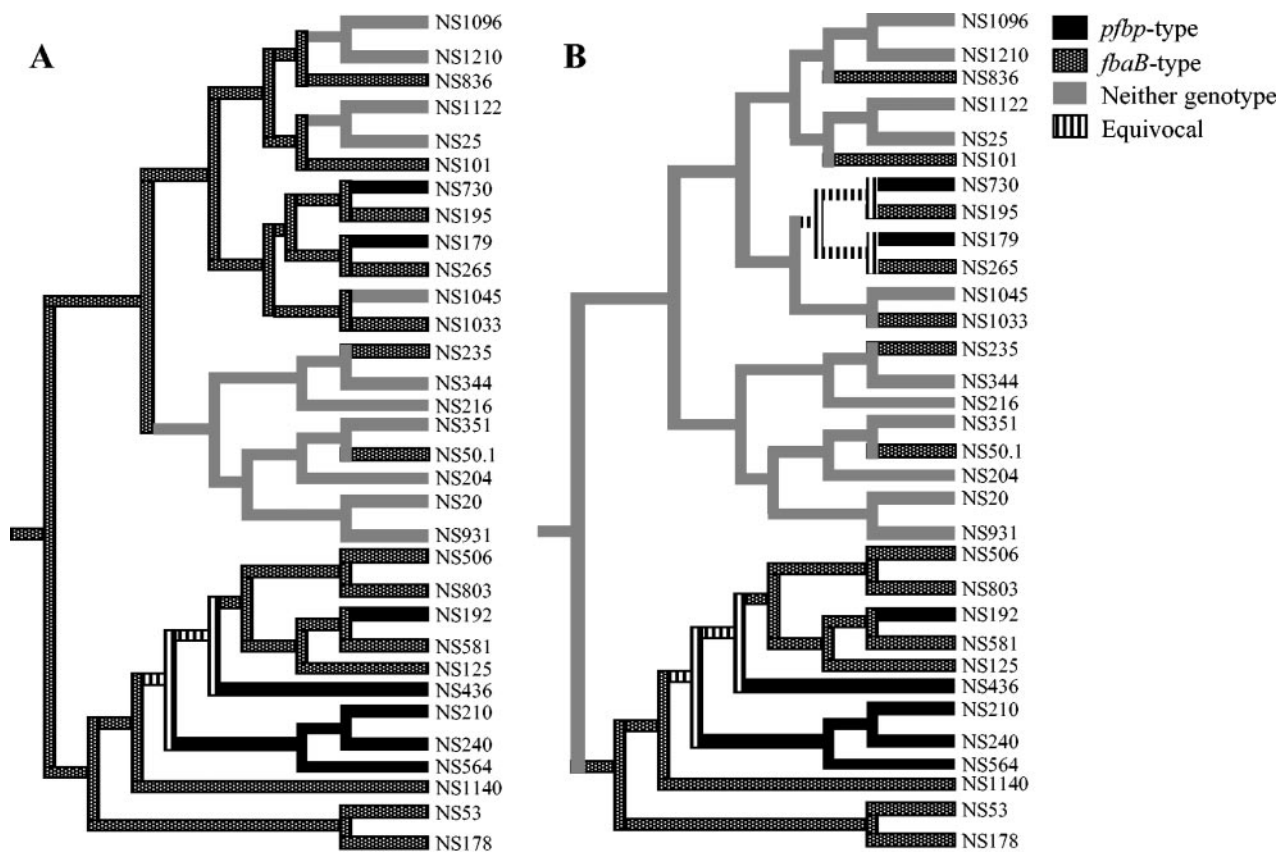 A
NS1096
NS1210
NS836
NS1122
NS25
NS101
NS730
NS195
NS179
NS265
NS1045
NS1033
NS235
NS344
NS216
NS351
NS50.1
NS204
NS20
NS931
NS506
NS803
NS192
NS581
NS125
NS436
NS210
NS240
NS564
NS1140
NS53
NS178
B
NS1096
NS1210
NS836
NS1122
NS25
NS101
NS730
NS195
NS179
NS265
NS1045
NS1033
NS235
NS344
NS216
NS351
NS50.1
NS204
NS20
NS931
NS506
NS803
NS192
NS581
NS125
NS436
NS210
NS240
NS564
NS1140
NS53
NS178
pfbp-type
fbaB-type
Neither genotype
Equivocal